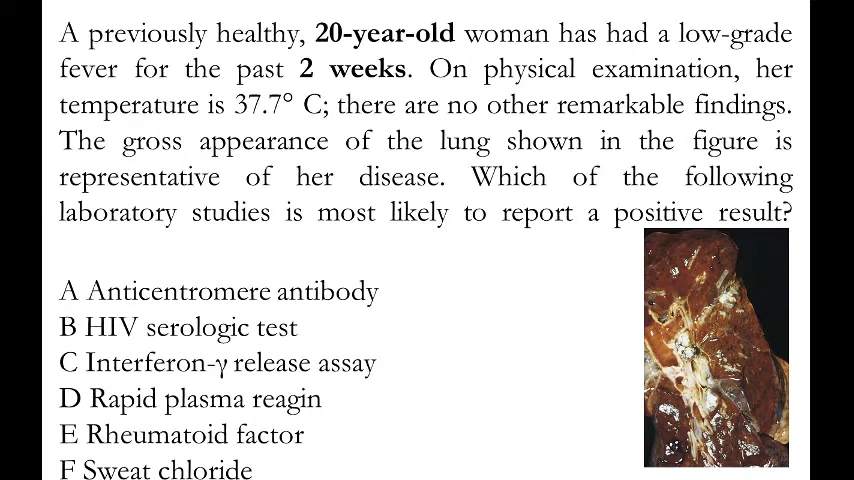 A previously healthy, 20-year-old woman has had a low-grade
fever for the past 2 weeks. On physical examination, her
temperature is 37.7° C; there are no other remarkable findings.
The gross appearance of the lung shown in the figure is
representative of her disease. Which of the following
laboratory studies is most likely to report a positive result?
A Anticentromere antibody
B HIV serologic test
C Interferon-γ release assay
D Rapid plasma reagin
E Rheumatoid factor
F Sweat chloride